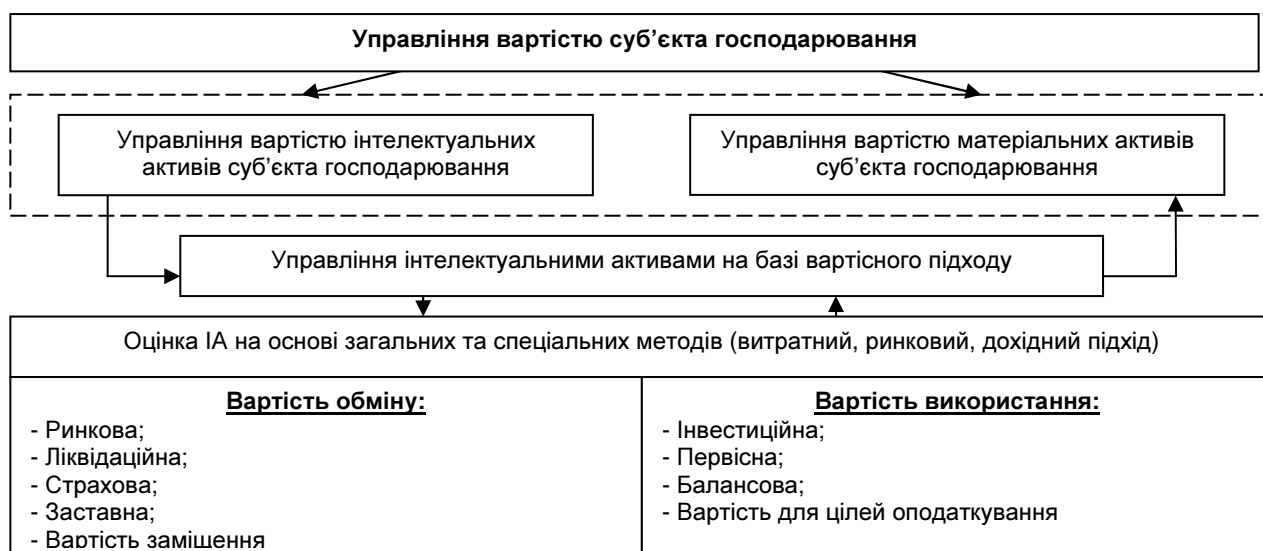 Управління вартістю суб’єкта господарювання
Управління вартістю інтелектуальних
активів суб’єкта господарювання
Управління вартістю матеріальних активів
суб’єкта господарювання
Управління інтелектуальними активами на базі вартісного підходу
Оцінка ІА на основі загальних та спеціальних методів (витратний, ринковий, дохідний підхід)
Вартість обміну:
- Ринкова;
- Ліквідаційна;
- Страхова;
- Заставна;
- Вартість заміщення
Вартість використання:
- Інвестиційна;
- Первісна;
- Балансова;
- Вартість для цілей оподаткування